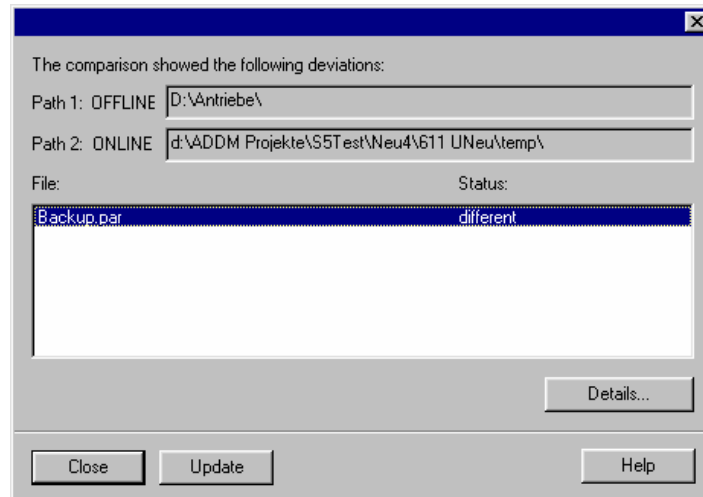 The comparison showed the following deviations:
Path 1: OFFLINE D:\Antriebe\
Path 2: ONLINE d:\ADDM Projekte\S5Test\Neu4\611 UNeu\temp\
File: Status:
Backup.par different
Details...
Close Update Help